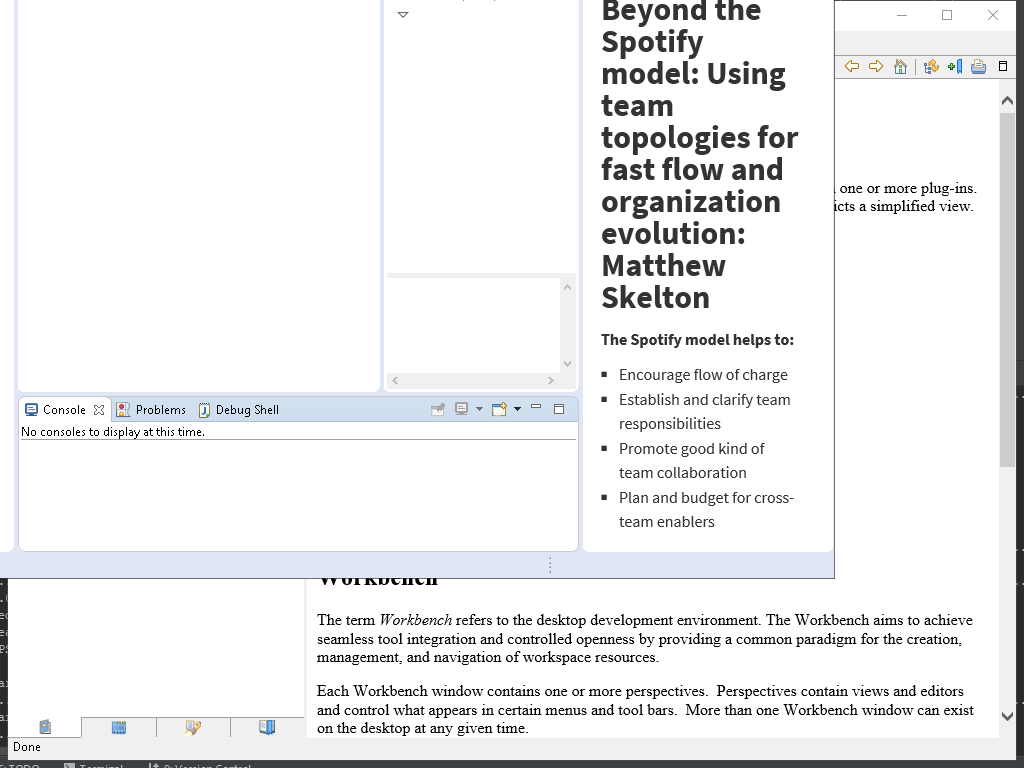 Beyond the
Spotify
model: Using
team
topologies for
fast flow and
organization
evolution:
Matthew
Skelton
The Spotify model helps to:
Encourage flow of charge
Establish and clarify team
responsibilities
Promote good kind of
team collaboration
Plan and budget for cross-
team enablers
Console
Problems
Debug Shell
No consoles to display at this time.
one or more plug-ins.
a simplified view.
Workbench
The term Workbench refers to the desktop development environment. The Workbench aims to achieve
seamless tool integration and controlled openness by providing a common paradigm for the creation,
management, and navigation of workspace resources.
Each Workbench window contains one or more perspectives. Perspectives contain views and editors
and control what appears in certain menus and tool bars. More than one Workbench window can exist
on the desktop at any given time.
Done
TODO
Terminal
Version Control